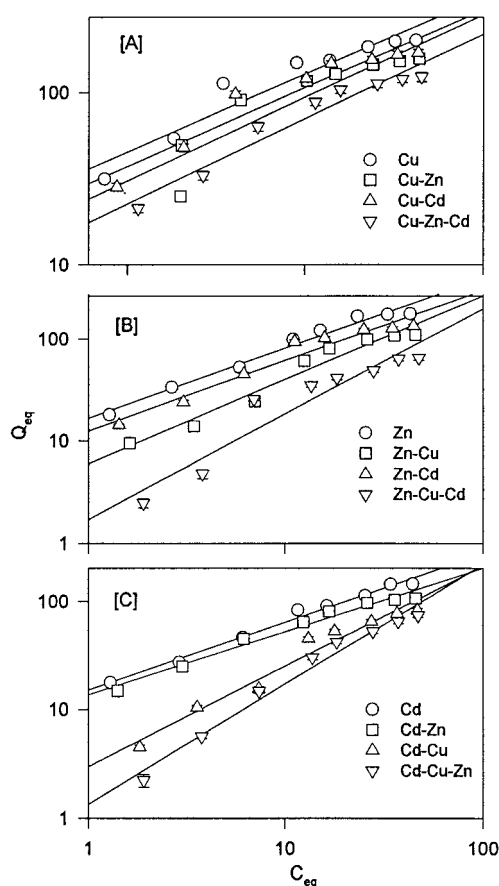 [A]
100
10
Cu
Cu-Zn
Cu-Cd
Cu-Zn-Cd
[B]
100
10
1
Qeq
Zn
Zn-Cu
Zn-Cd
Zn-Cu-Cd
[C]
100
10
1
Cd
Cd-Zn
Cd-Cu
Cd-Cu-Zn
1 10 100
Ceq